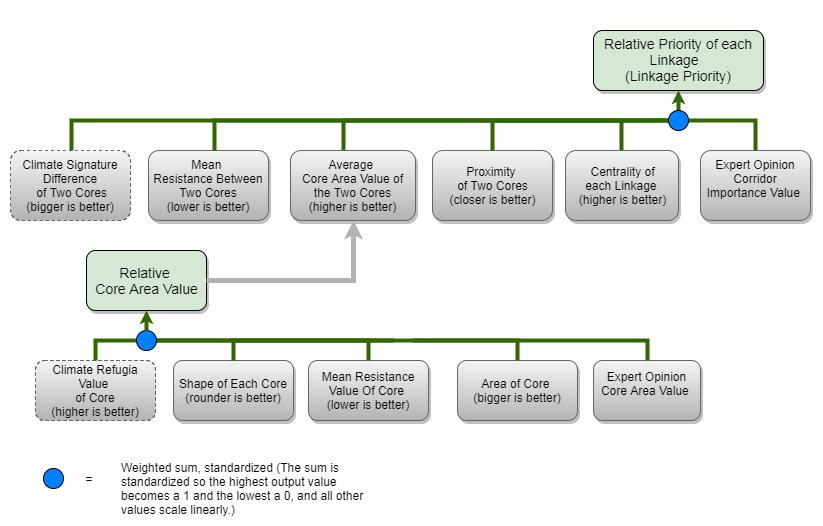 Relative Priority of each
Linkage
(Linkage Priority)
Climate Signature
Difference
of Two Cores
(bigger is better)
Mean
Resistance Between
Two Cores
(lower is better)
Average
Core Area Value of
the Two Cores
(higher is better)
Proximity
of Two Cores
(closer is better)
Centrality of
each Linkage
(higher is better)
Expert Opinion
Corridor
Importance Value
Relative
Core Area Value
Climate Refugia
Value
of Core
(higher is better)
Shape of Each Core
(rounder is better)
Mean Resistance
Value Of Core
(lower is better)
Area of Core
(bigger is better)
Expert Opinion
Core Area Value
=
Weighted sum, standardized (The sum is
standardized so the highest output value
becomes a 1 and the lowest a 0, and all other
values scale linearly.)